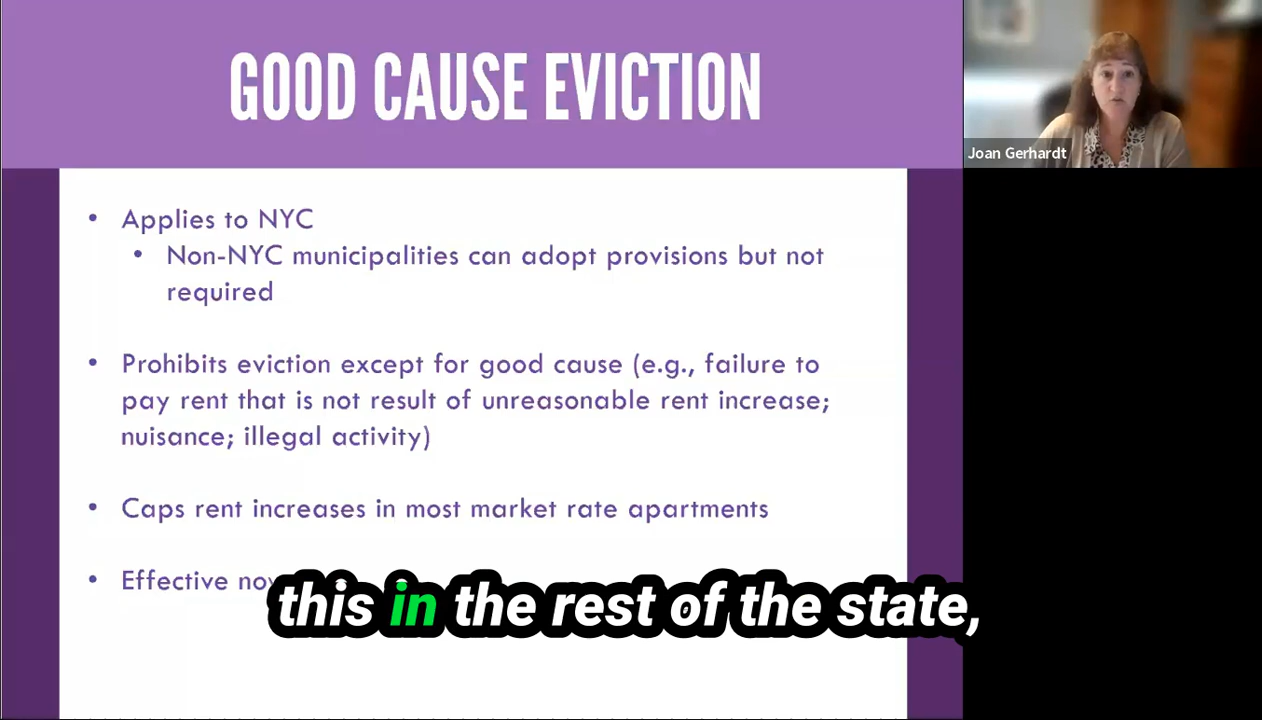 GOOD CAUSE EVICTION
Joan Gerhardt
• Applies to NYC
• Non-NYC municipalities can adopt provisions but not
required
• Prohibits eviction except for good cause (e.g., failure to
pay rent that is not result of unreasonable rent increase;
nuisance; illegal activity)
• Caps rent increases in most market rate apartments
• Effective now
this in the rest of the state,